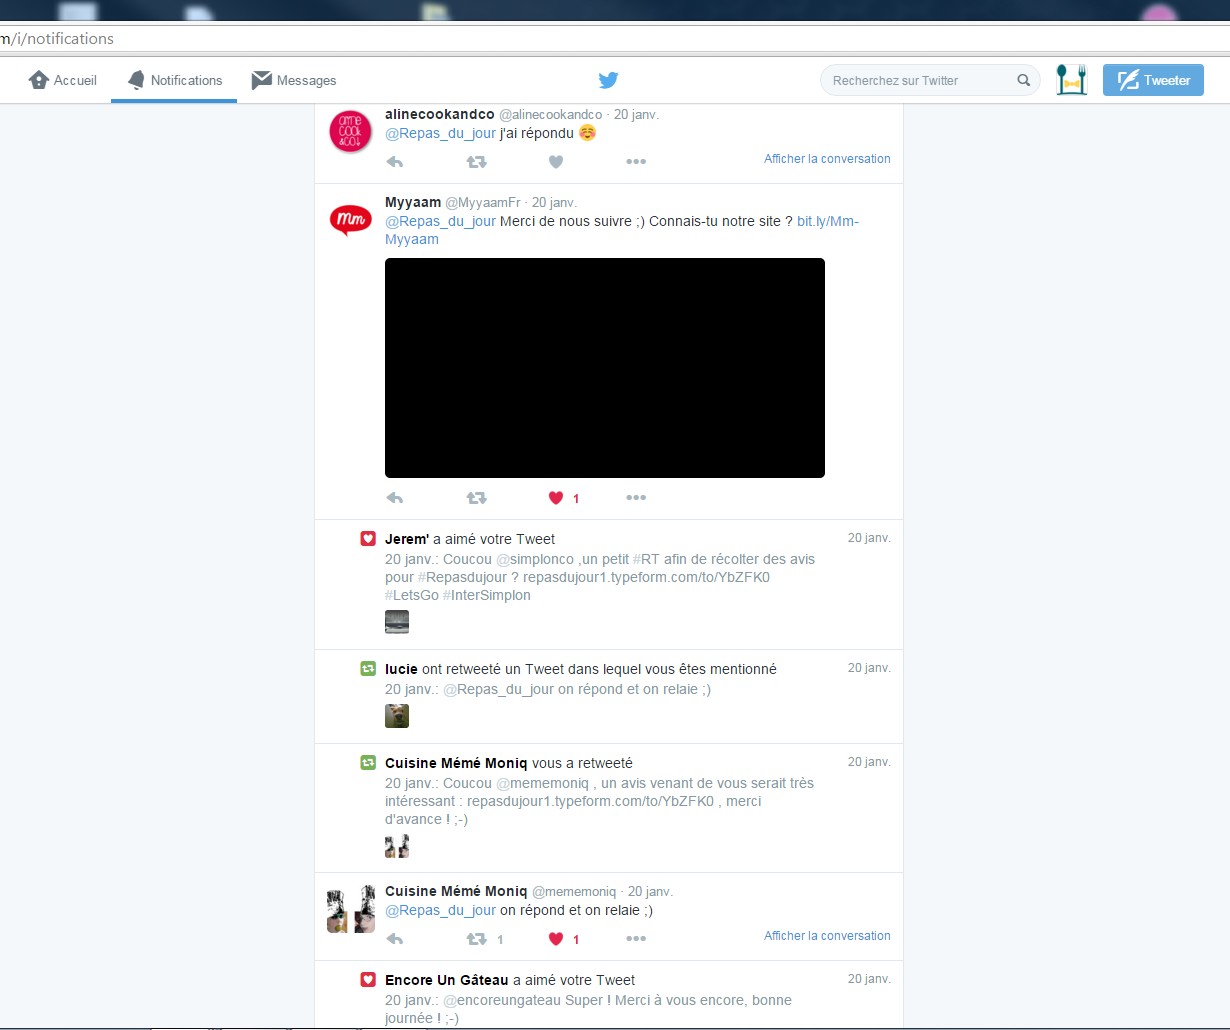 m/i/notifications
Accueil Notifications Messages Recherchez sur Twitter Tweeter
alinecookandco @alinecookandco · 20 janv.
@Repas_du_jour j'ai répondu
Afficher la conversation
Myyaam @MyyaamFr · 20 janv.
Mm
@Repas_du_jour Merci de nous suivre ;) Connais-tu notre site ? bit.ly/Mm-
Myyaam
1
Jerem' a aimé votre Tweet 20 janv.
20 janv.: Coucou @simplonco ,un petit #RT afin de récolter des avis
pour #Repasdujour ? repasdujour1.typeform.com/to/YbZFK0
#LetsGo #InterSimplon
lucie ont retweeté un Tweet dans lequel vous êtes mentionné 20 janv.
20 janv.: @Repas_du_jour on répond et on relaie ;)
Cuisine Mémé Moniq vous a retweeté 20 janv.
20 janv.: Coucou @mememoniq , un avis venant de vous serait très
intéressant : repasdujour1.typeform.com/to/YbZFK0 , merci
d'avance ! ;-)
Cuisine Mémé Moniq @mememoniq · 20 janv.
@Repas_du_jour on répond et on relaie ;)
1 1 Afficher la conversation
Encore Un Gâteau a aimé votre Tweet 20 janv.
20 janv.: @encoreungateau Super ! Merci à vous encore, bonne
journée ! ;-)